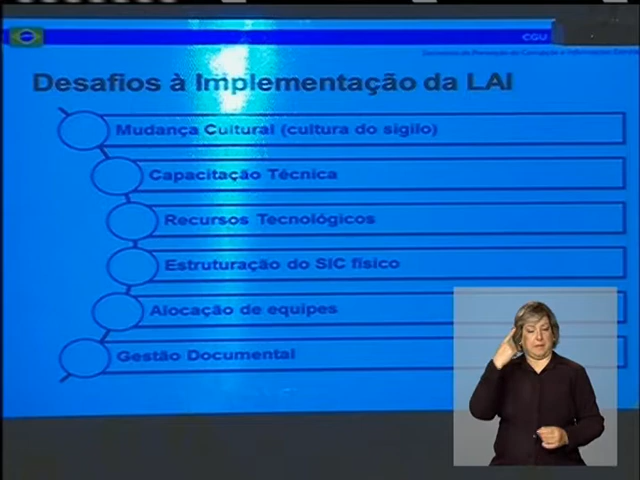 CGU
Desafios à Implementação da LAI
Mudança Cultural (cultura do sigilo)
Capacitação Técnica
Recursos Tecnológicos
Estruturação do SIC físico
Alocação de equipes
Gestão Documental